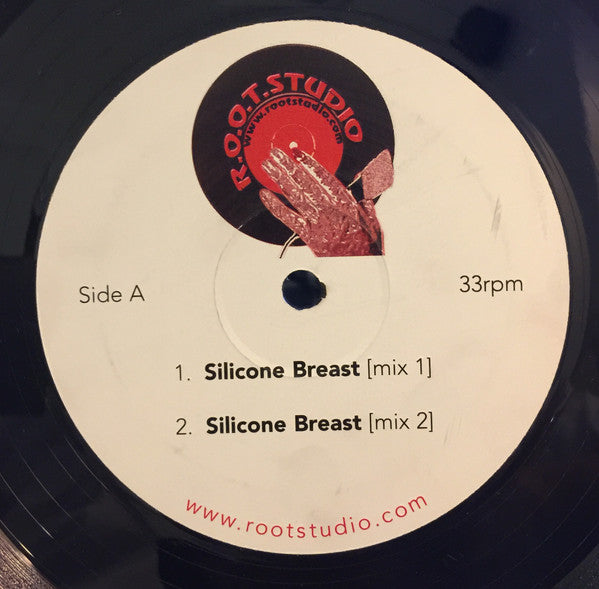 R.O.O.T.STUDIO
www.rootstudio.com
Side A
33rpm
1. Silicone Breast [mix 1]
2. Silicone Breast [mix 2]
www.rootstudio.com